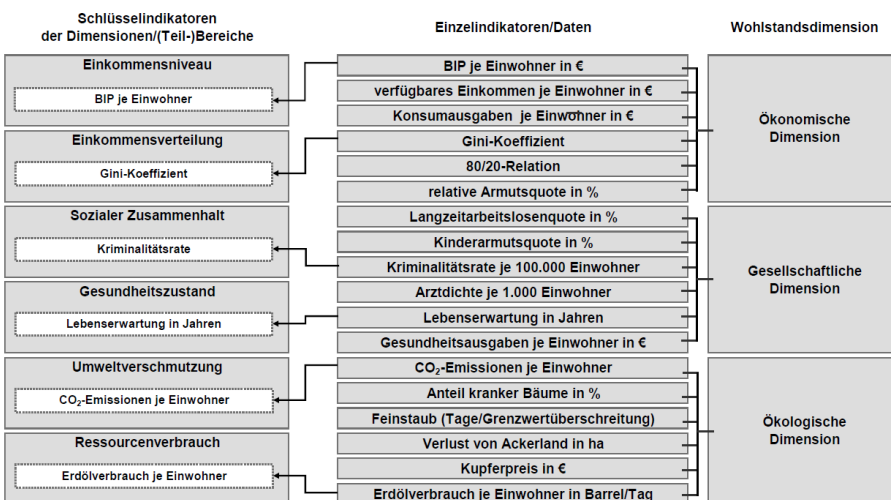 Schlüsselindikatoren
der Dimensionen/(Teil-)Bereiche
Einzelindikatoren/Daten
Wohlstandsdimension
Einkommensniveau
BIP je Einwohner
Einkommensverteilung
Gini-Koeffizient
Sozialer Zusammenhalt
Kriminalitätsrate
Gesundheitszustand
Lebenserwartung in Jahren
Umweltverschmutzung
CO₂-Emissionen je Einwohner
Ressourcenverbrauch
Erdölverbrauch je Einwohner
BIP je Einwohner in €
verfügbares Einkommen je Einwohner in €
Konsumausgaben je Einwohner in €
Gini-Koeffizient
80/20-Relation
relative Armutsquote in %
Langzeitarbeitslosenquote in %
Kinderarmutsquote in %
Kriminalitätsrate je 100.000 Einwohner
Arztdichte je 1.000 Einwohner
Lebenserwartung in Jahren
Gesundheitsausgaben je Einwohner in €
CO₂-Emissionen je Einwohner
Anteil kranker Bäume in %
Feinstaub (Tage/Grenzwertüberschreitung)
Verlust von Ackerland in ha
Kupferpreis in €
Erdölverbrauch je Einwohner in Barrel/Tag
Ökonomische
Dimension
Gesellschaftliche
Dimension
Ökologische
Dimension